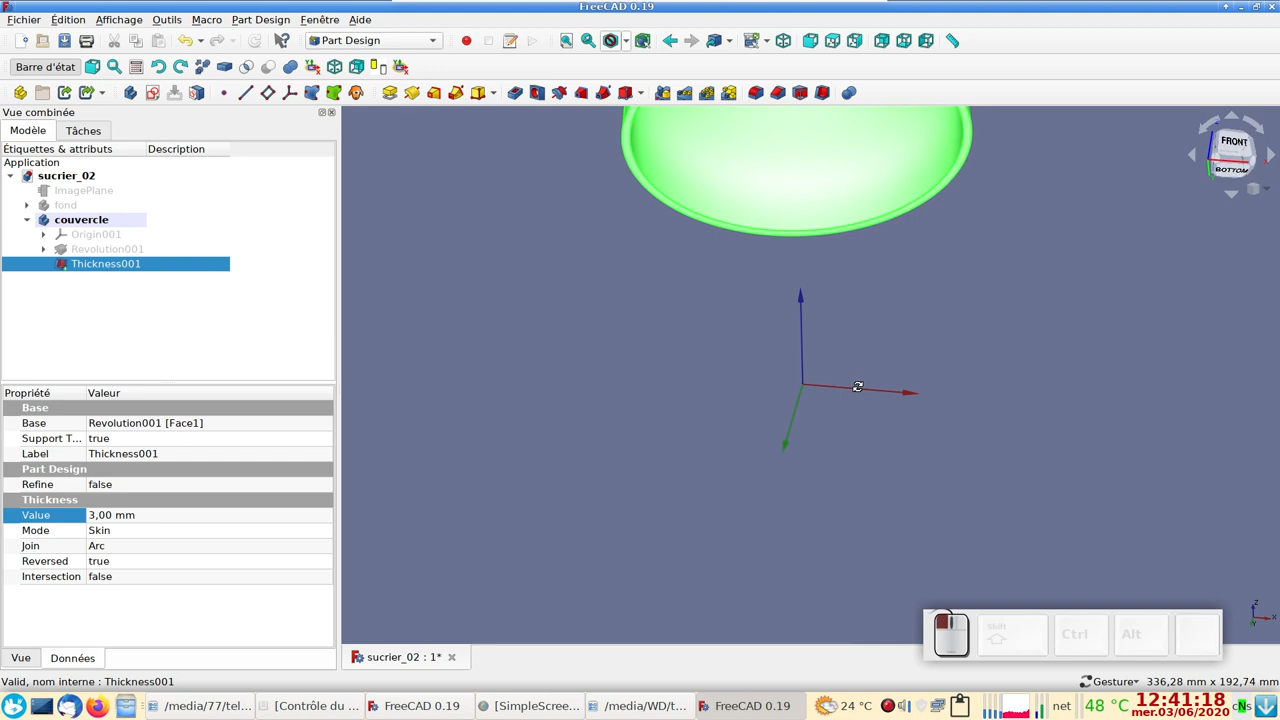 FreeCAD 0.19
Fichier Édition Affichage Outils Macro Part Design Fenêtre Aide
Part Design
Barre d'état
Vue combinée
Modèle Tâches
Étiquettes & attributs Description
Application
sucrier_02
ImagePlane
fond
couvercle
Origin001
Revolution001
Thickness001
FRONT
BOTTOM
Propriété Valeur
Base
Base Revolution001 [Face1]
Support T... true
Label Thickness001
Part Design
Refine false
Thickness
Value 3,00 mm
Mode Skin
Join Arc
Reversed true
Intersection false
Shift
Ctrl
Alt
Vue Données
sucrier_02 : 1*
Valid, nom interne : Thickness001
Gesture 336,28 mm x 192,74 mm
/media/77/tel...
[Contrôle du ...
FreeCAD 0.19
[SimpleScree...
/media/WD/t...
FreeCAD 0.19
24 °C
net
48 °C
12:41:18
mer.03/06/2020